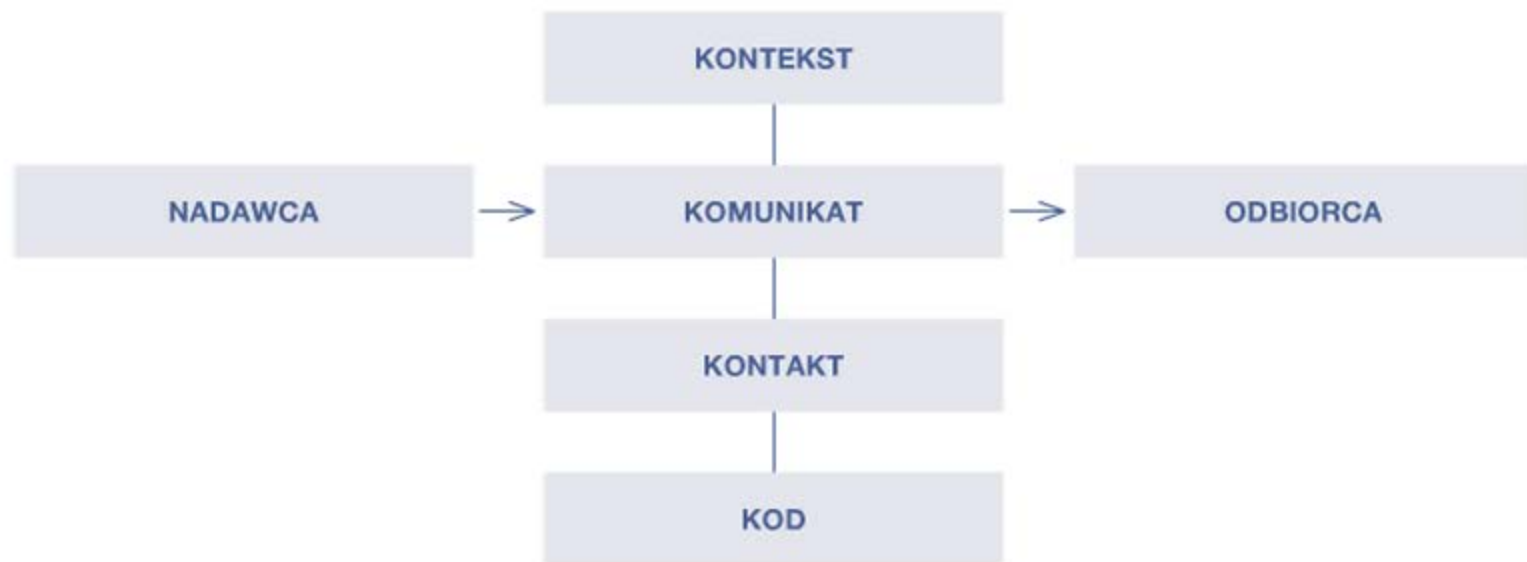 KONTEKST
NADAWCA KOMUNIKAT ODBIORCA
KONTAKT
KOD